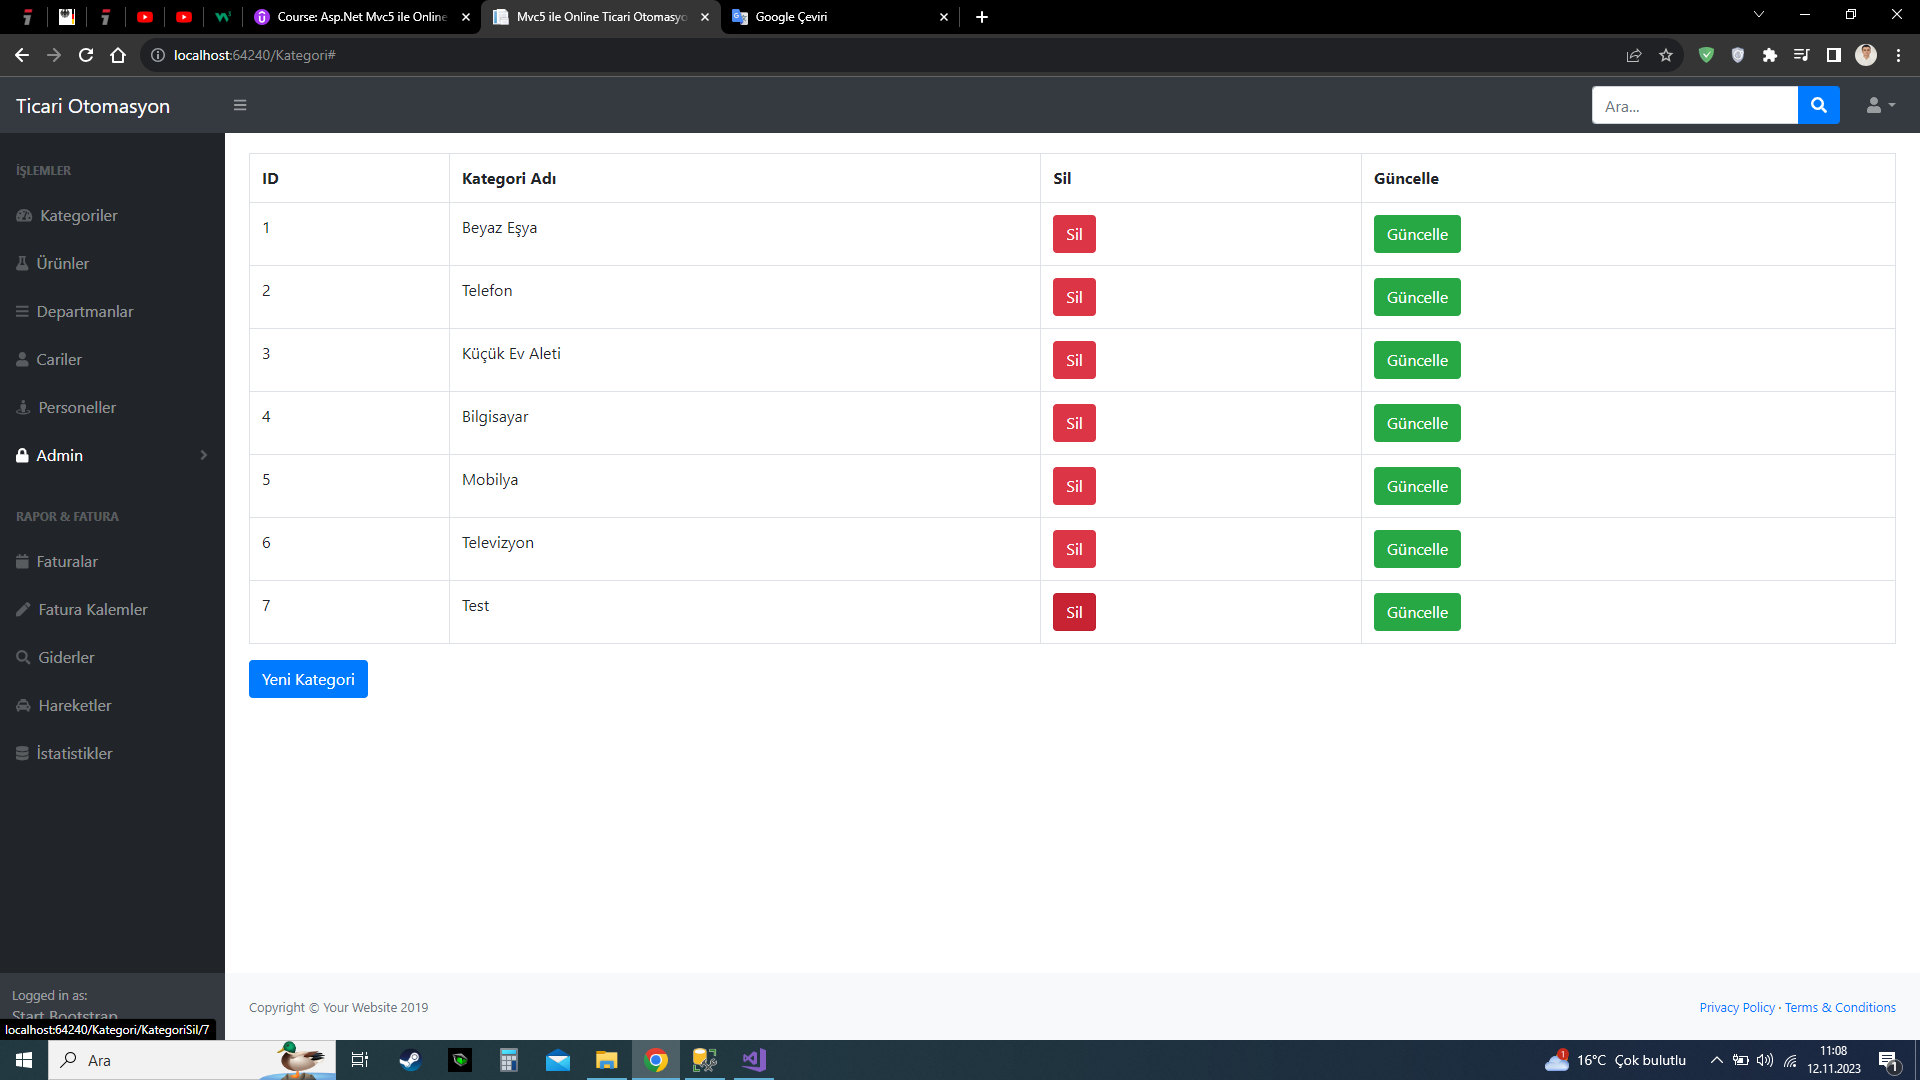 Course: Asp.Net Mvc5 ile Online
Mvc5 ile Online Ticari Otomasyo
Google Çeviri
localhost:64240/Kategori#
Ticari Otomasyon
Ara...
İŞLEMLER
Kategoriler
Ürünler
Departmanlar
Cariler
Personeller
Admin
RAPOR & FATURA
Faturalar
Fatura Kalemler
Giderler
Hareketler
İstatistikler
Logged in as:
Start Bootstrap
localhost:64240/Kategori/KategoriSil/7
ID Kategori Adı Sil Güncelle
1 Beyaz Eşya Sil Güncelle
2 Telefon Sil Güncelle
3 Küçük Ev Aleti Sil Güncelle
4 Bilgisayar Sil Güncelle
5 Mobilya Sil Güncelle
6 Televizyon Sil Güncelle
7 Test Sil Güncelle
Yeni Kategori
Copyright © Your Website 2019
Privacy Policy · Terms & Conditions
Ara
1
16°C Çok bulutlu
11:08
12.11.2023
1